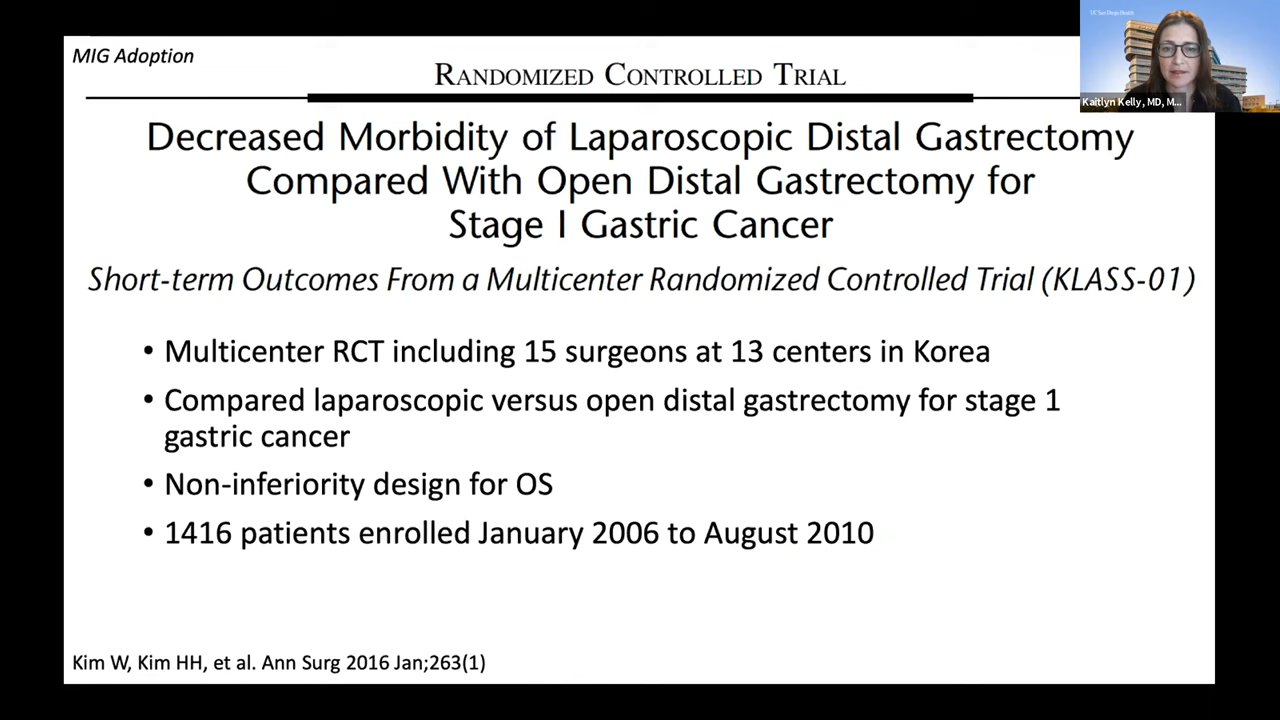 MIG Adoption
RANDOMIZED CONTROLLED TRIAL
Decreased Morbidity of Laparoscopic Distal Gastrectomy
Compared With Open Distal Gastrectomy for
Stage I Gastric Cancer
Short-term Outcomes From a Multicenter Randomized Controlled Trial (KLASS-01)
• Multicenter RCT including 15 surgeons at 13 centers in Korea
• Compared laparoscopic versus open distal gastrectomy for stage 1
gastric cancer
• Non-inferiority design for OS
• 1416 patients enrolled January 2006 to August 2010
Kim W, Kim HH, et al. Ann Surg 2016 Jan;263(1)
UC San Diego Health
Kaitlyn Kelly, MD, M...